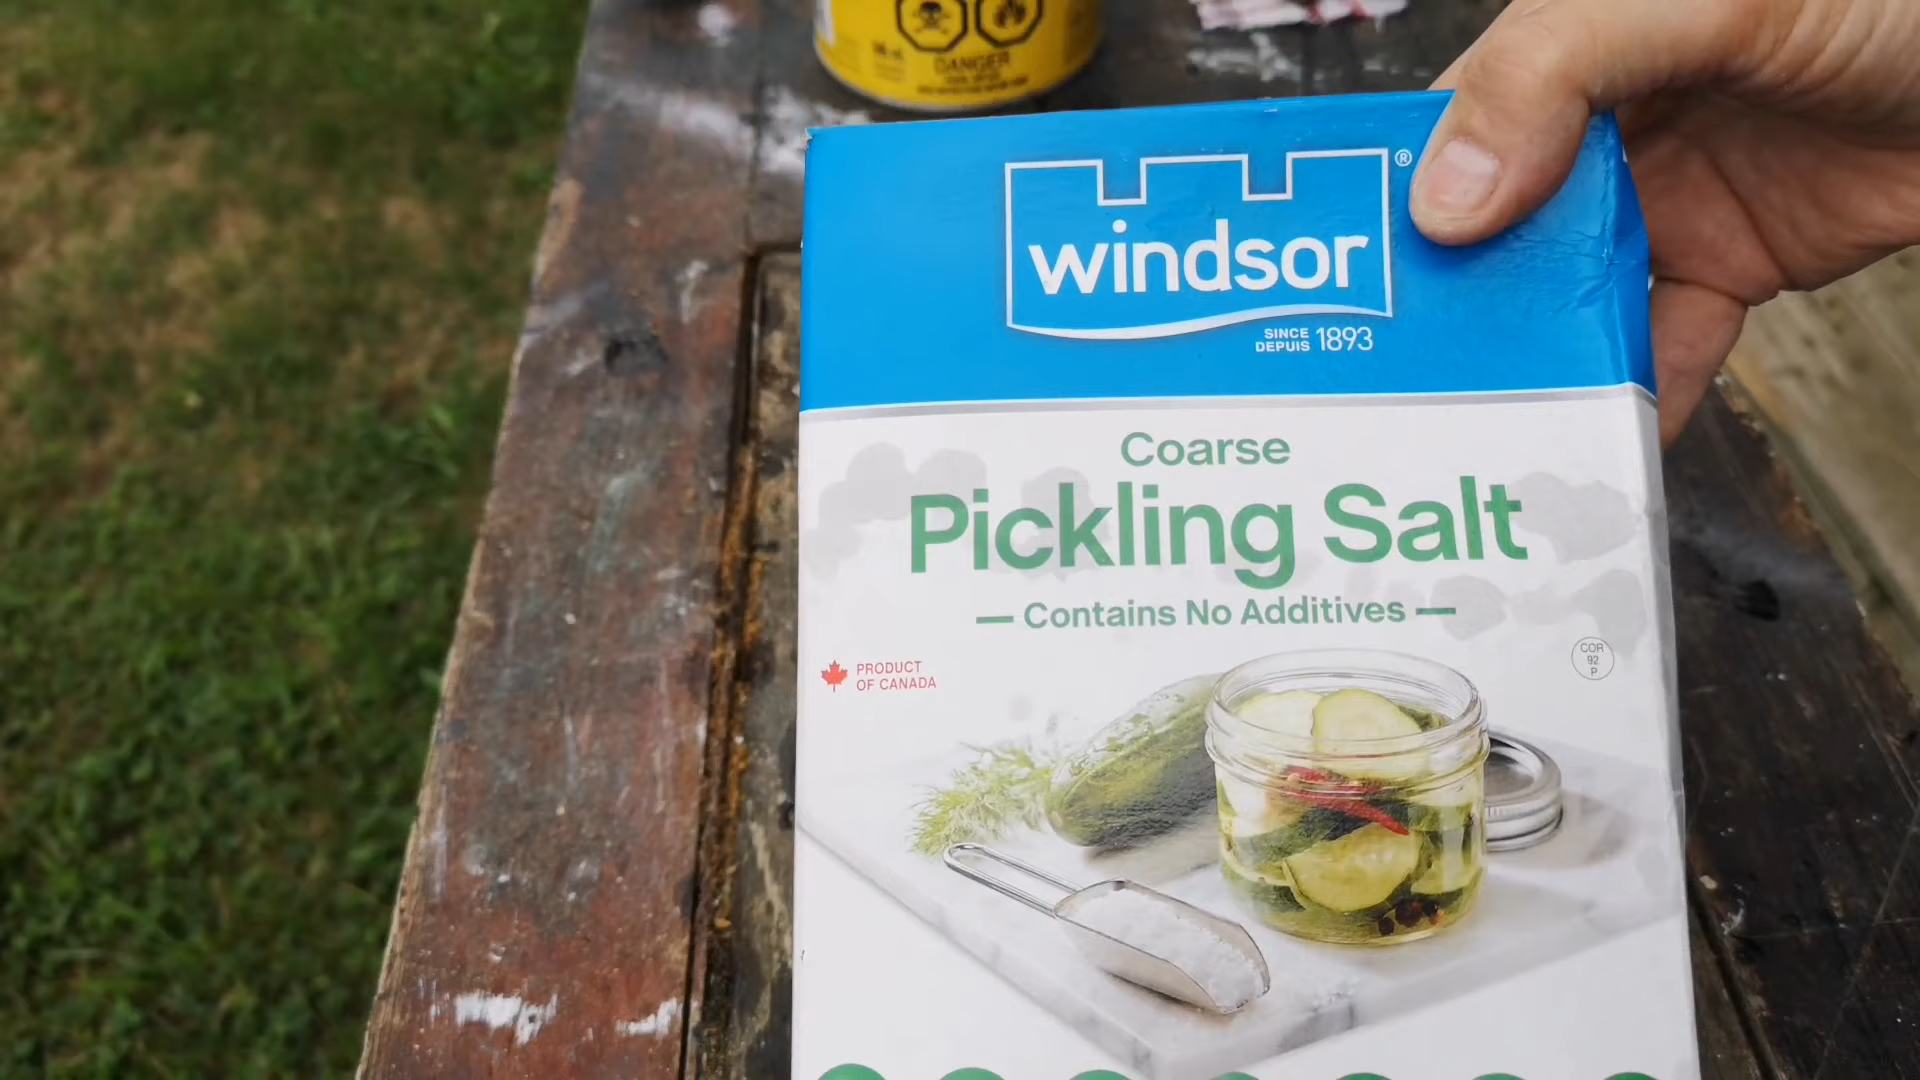 DANGER
windsor®
SINCE
DEPUIS 1893
Coarse
Pickling Salt
— Contains No Additives —
PRODUCT
OF CANADA
COR
92
P